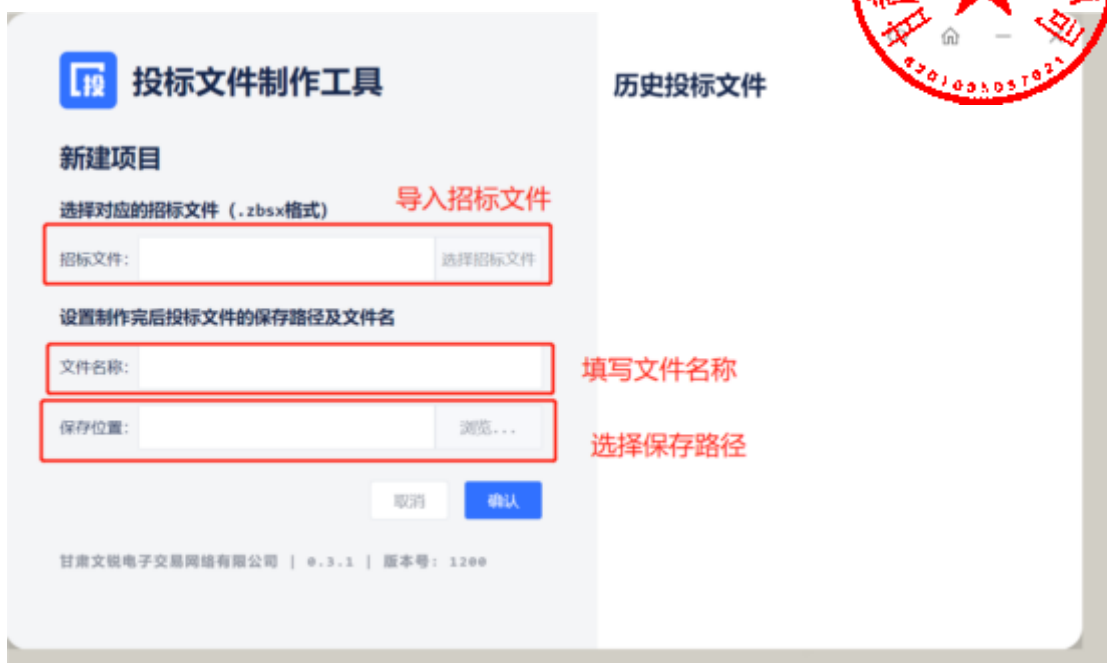 投
投标文件制作工具
历史投标文件
新建项目
选择对应的招标文件（.zbsx格式）
导入招标文件
招标文件:
选择招标文件
设置制作完后投标文件的保存路径及文件名
文件名称:
填写文件名称
保存位置:
浏览...
选择保存路径
取消
确认
甘肃文锐电子交易网络有限公司 | 0.3.1 | 版本号: 1200